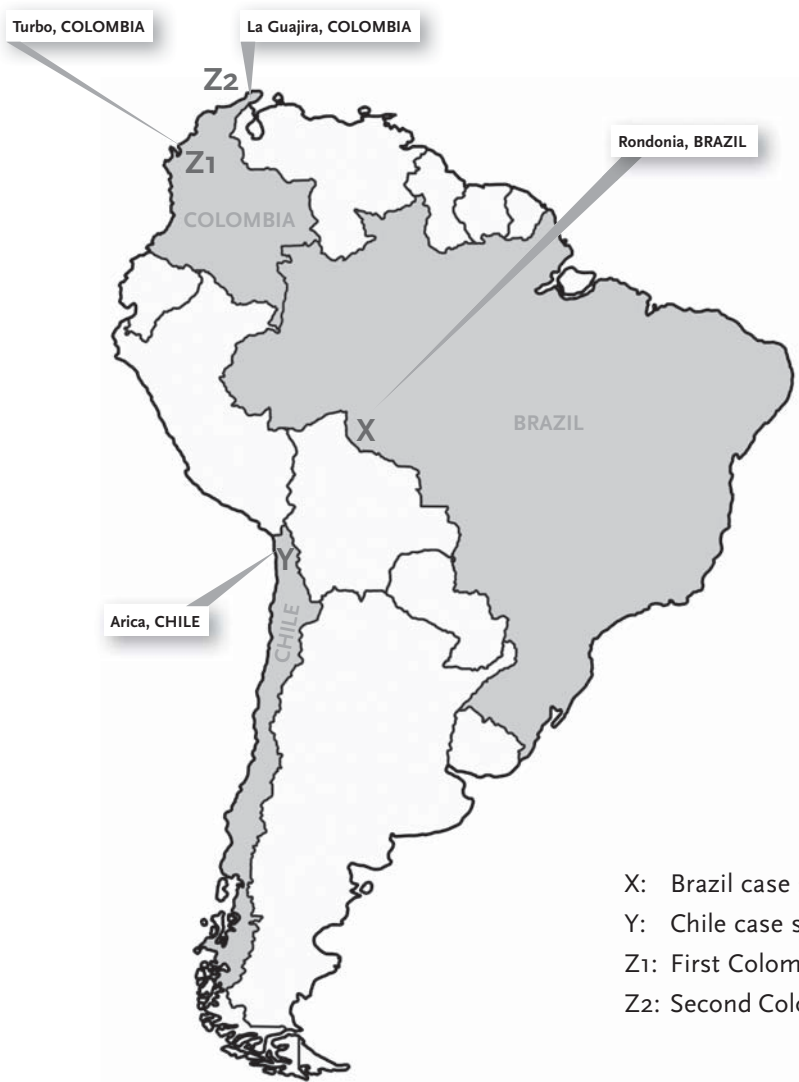 Turbo, COLOMBIA
La Guajira, COLOMBIA
Z2
Rondonia, BRAZIL
Z1
COLOMBIA
X
BRAZIL
Y
Arica, CHILE
CHILE
X: Brazil case
Y: Chile case s
Z1: First Colom
Z2: Second Colo